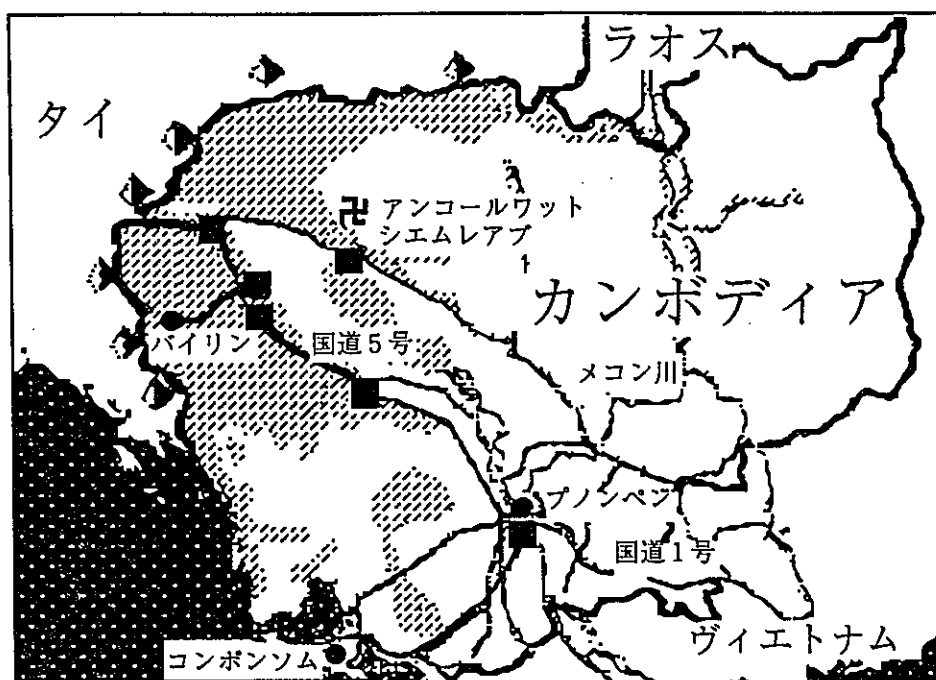 ラオス
タイ
卍 アンコールワット
シエムレアプ
カンボディア
パイリン
国道5号
メコン川
プノンペン
国道1号
ヴィエトナム
コンポンソム